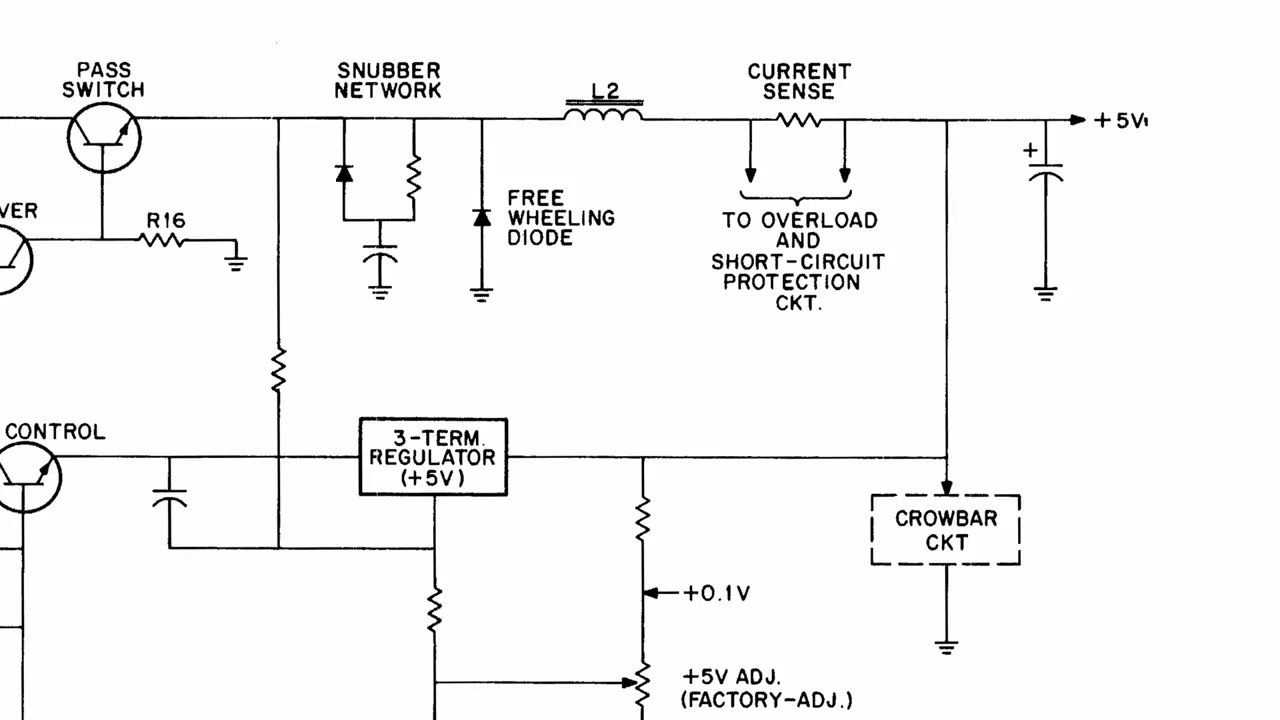 PASS
SWITCH
SNUBBER
NETWORK
L2
CURRENT
SENSE
+5V
+
VER
R16
FREE
WHEELING
DIODE
TO OVERLOAD
AND
SHORT-CIRCUIT
PROTECTION
CKT.
CONTROL
3-TERM.
REGULATOR
(+5V)
CROWBAR
CKT
+0.1V
+5V ADJ.
(FACTORY-ADJ.)